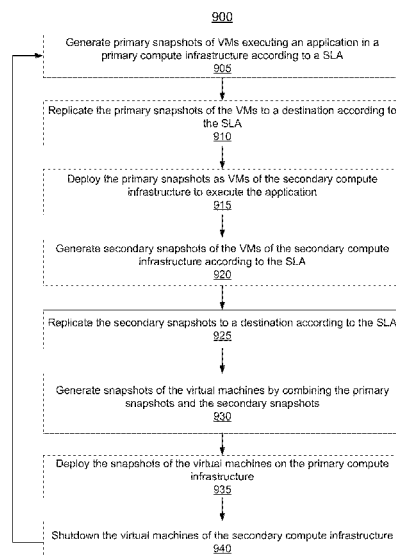 900
Generate primary snapshots of VMs executing an application in a
primary compute infrastructure according to a SLA
905
Replicate the primary snapshots of the VMs to a destination according to
the SLA
910
Deploy the primary snapshots as VMs of the secondary compute
infrastructure to execute the application
915
Generate secondary snapshots of the VMs of the secondary compute
infrastructure according to the SLA
920
Replicate the secondary snapshots to a destination according to the SLA
925
Generate snapshots of the virtual machines by combining the primary
snapshots and the secondary snapshots
930
Deploy the snapshots of the virtual machines on the primary compute
infrastructure
935
Shutdown the virtual machines of the secondary compute infrastructure
940